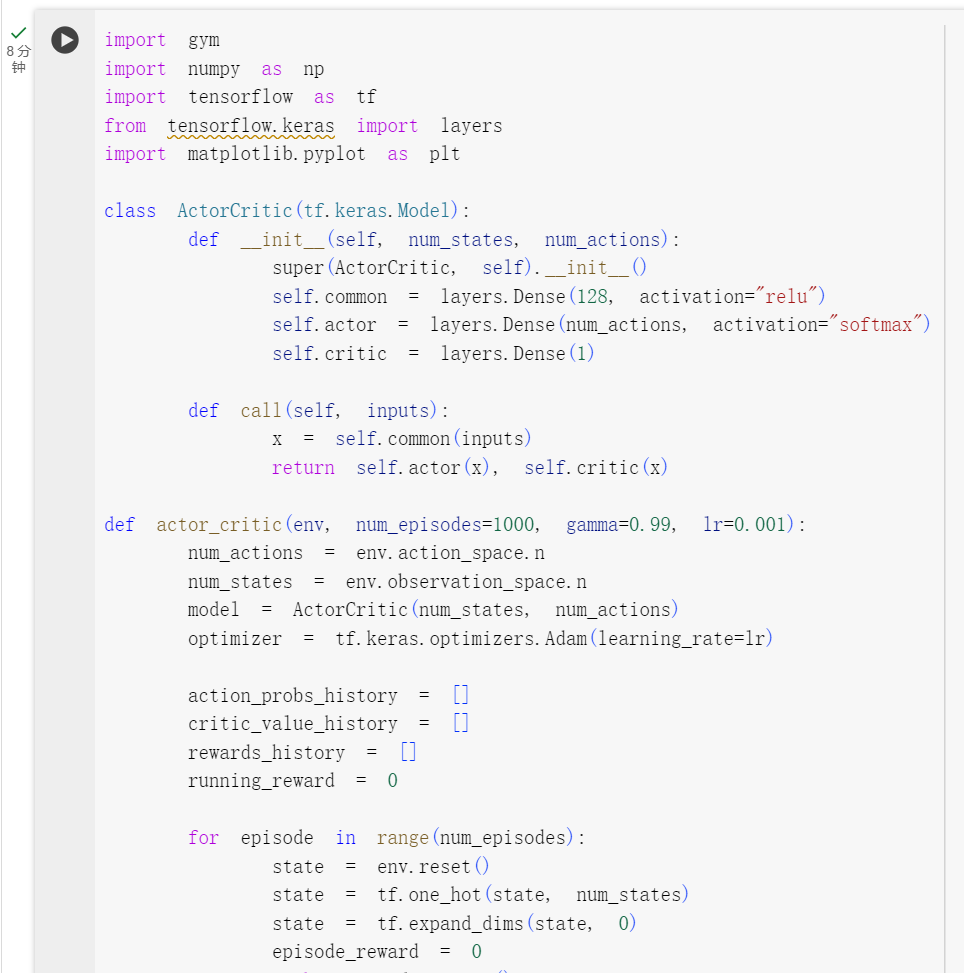 8 分
钟
import gym
import numpy as np
import tensorflow as tf
from tensorflow.keras import layers
import matplotlib.pyplot as plt
class ActorCritic(tf.keras.Model):
def __init__(self, num_states, num_actions):
super(ActorCritic, self).__init__()
self.common = layers.Dense(128, activation="relu")
self.actor = layers.Dense(num_actions, activation="softmax")
self.critic = layers.Dense(1)
def call(self, inputs):
x = self.common(inputs)
return self.actor(x), self.critic(x)
def actor_critic(env, num_episodes=1000, gamma=0.99, lr=0.001):
num_actions = env.action_space.n
num_states = env.observation_space.n
model = ActorCritic(num_states, num_actions)
optimizer = tf.keras.optimizers.Adam(learning_rate=lr)
action_probs_history = []
critic_value_history = []
rewards_history = []
running_reward = 0
for episode in range(num_episodes):
state = env.reset()
state = tf.one_hot(state, num_states)
state = tf.expand_dims(state, 0)
episode_reward = 0